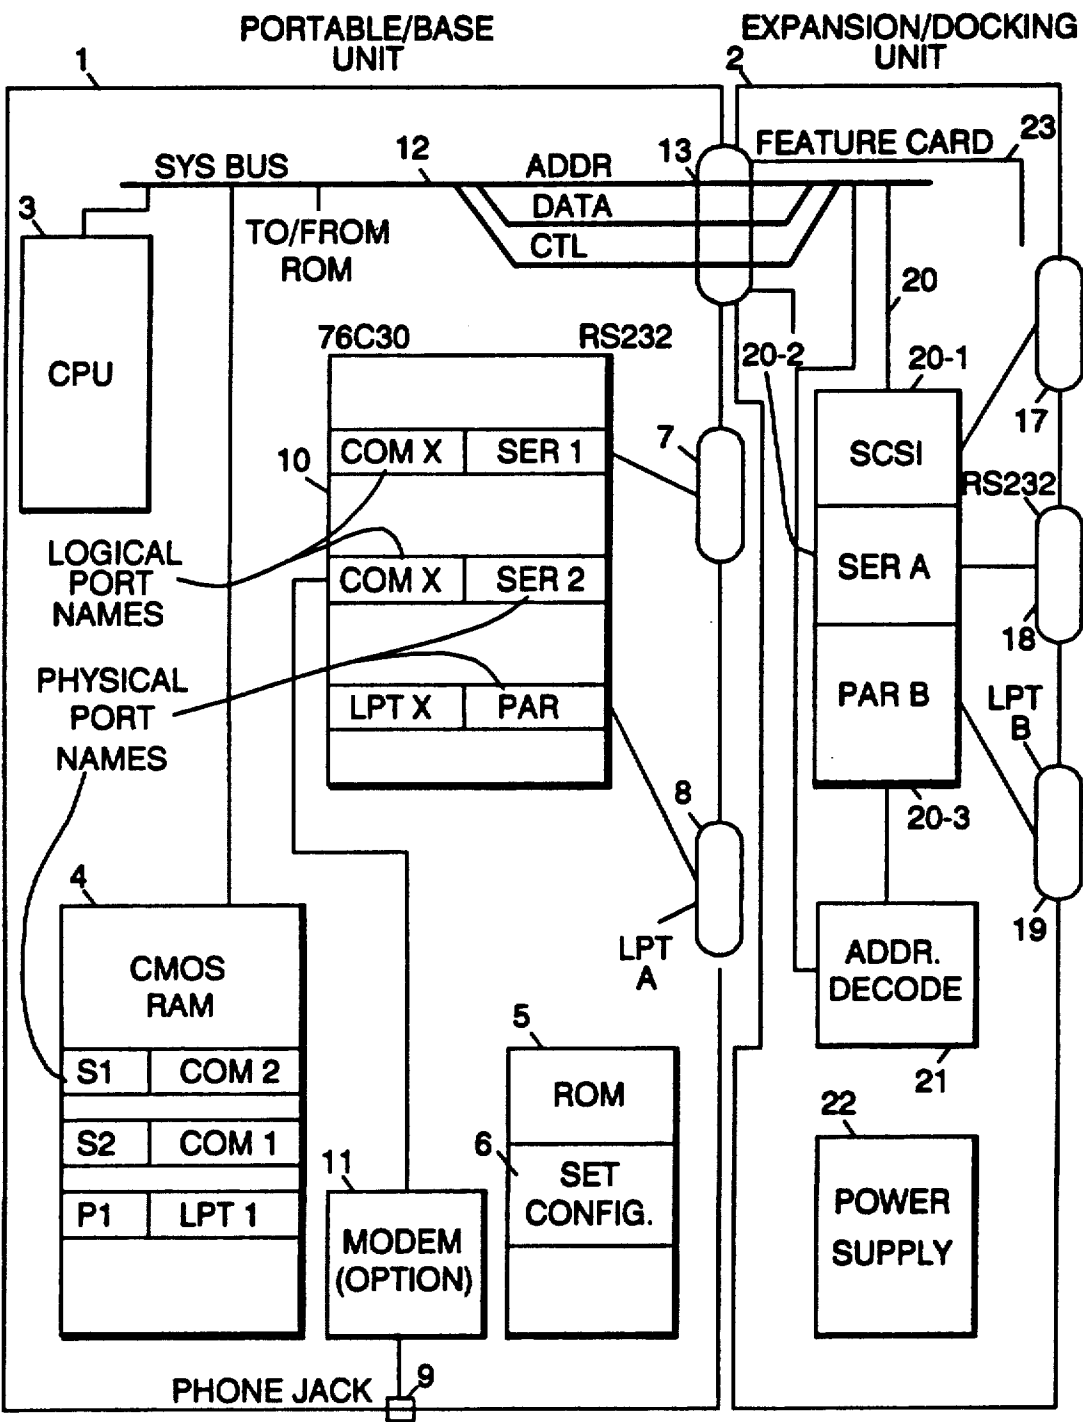 PORTABLE/BASE
UNIT
EXPANSION/DOCKING
UNIT
1
2
FEATURE CARD
23
SYS BUS
12
ADDR
13
DATA
CTL
TO/FROM
ROM
3
CPU
20
76C30
RS232
20-2
20-1
17
COM X
SER 1
7
SCSI
10
RS232
LOGICAL
PORT
NAMES
COM X
SER 2
SER A
18
PHYSICAL
PORT
NAMES
LPT X
PAR
PAR B
LPT
B
8
20-3
4
19
CMOS
RAM
LPT
A
ADDR.
DECODE
5
S1
COM 2
ROM
21
22
S2
COM 1
6
SET
CONFIG.
11
P1
LPT 1
MODEM
(OPTION)
POWER
SUPPLY
PHONE JACK
9